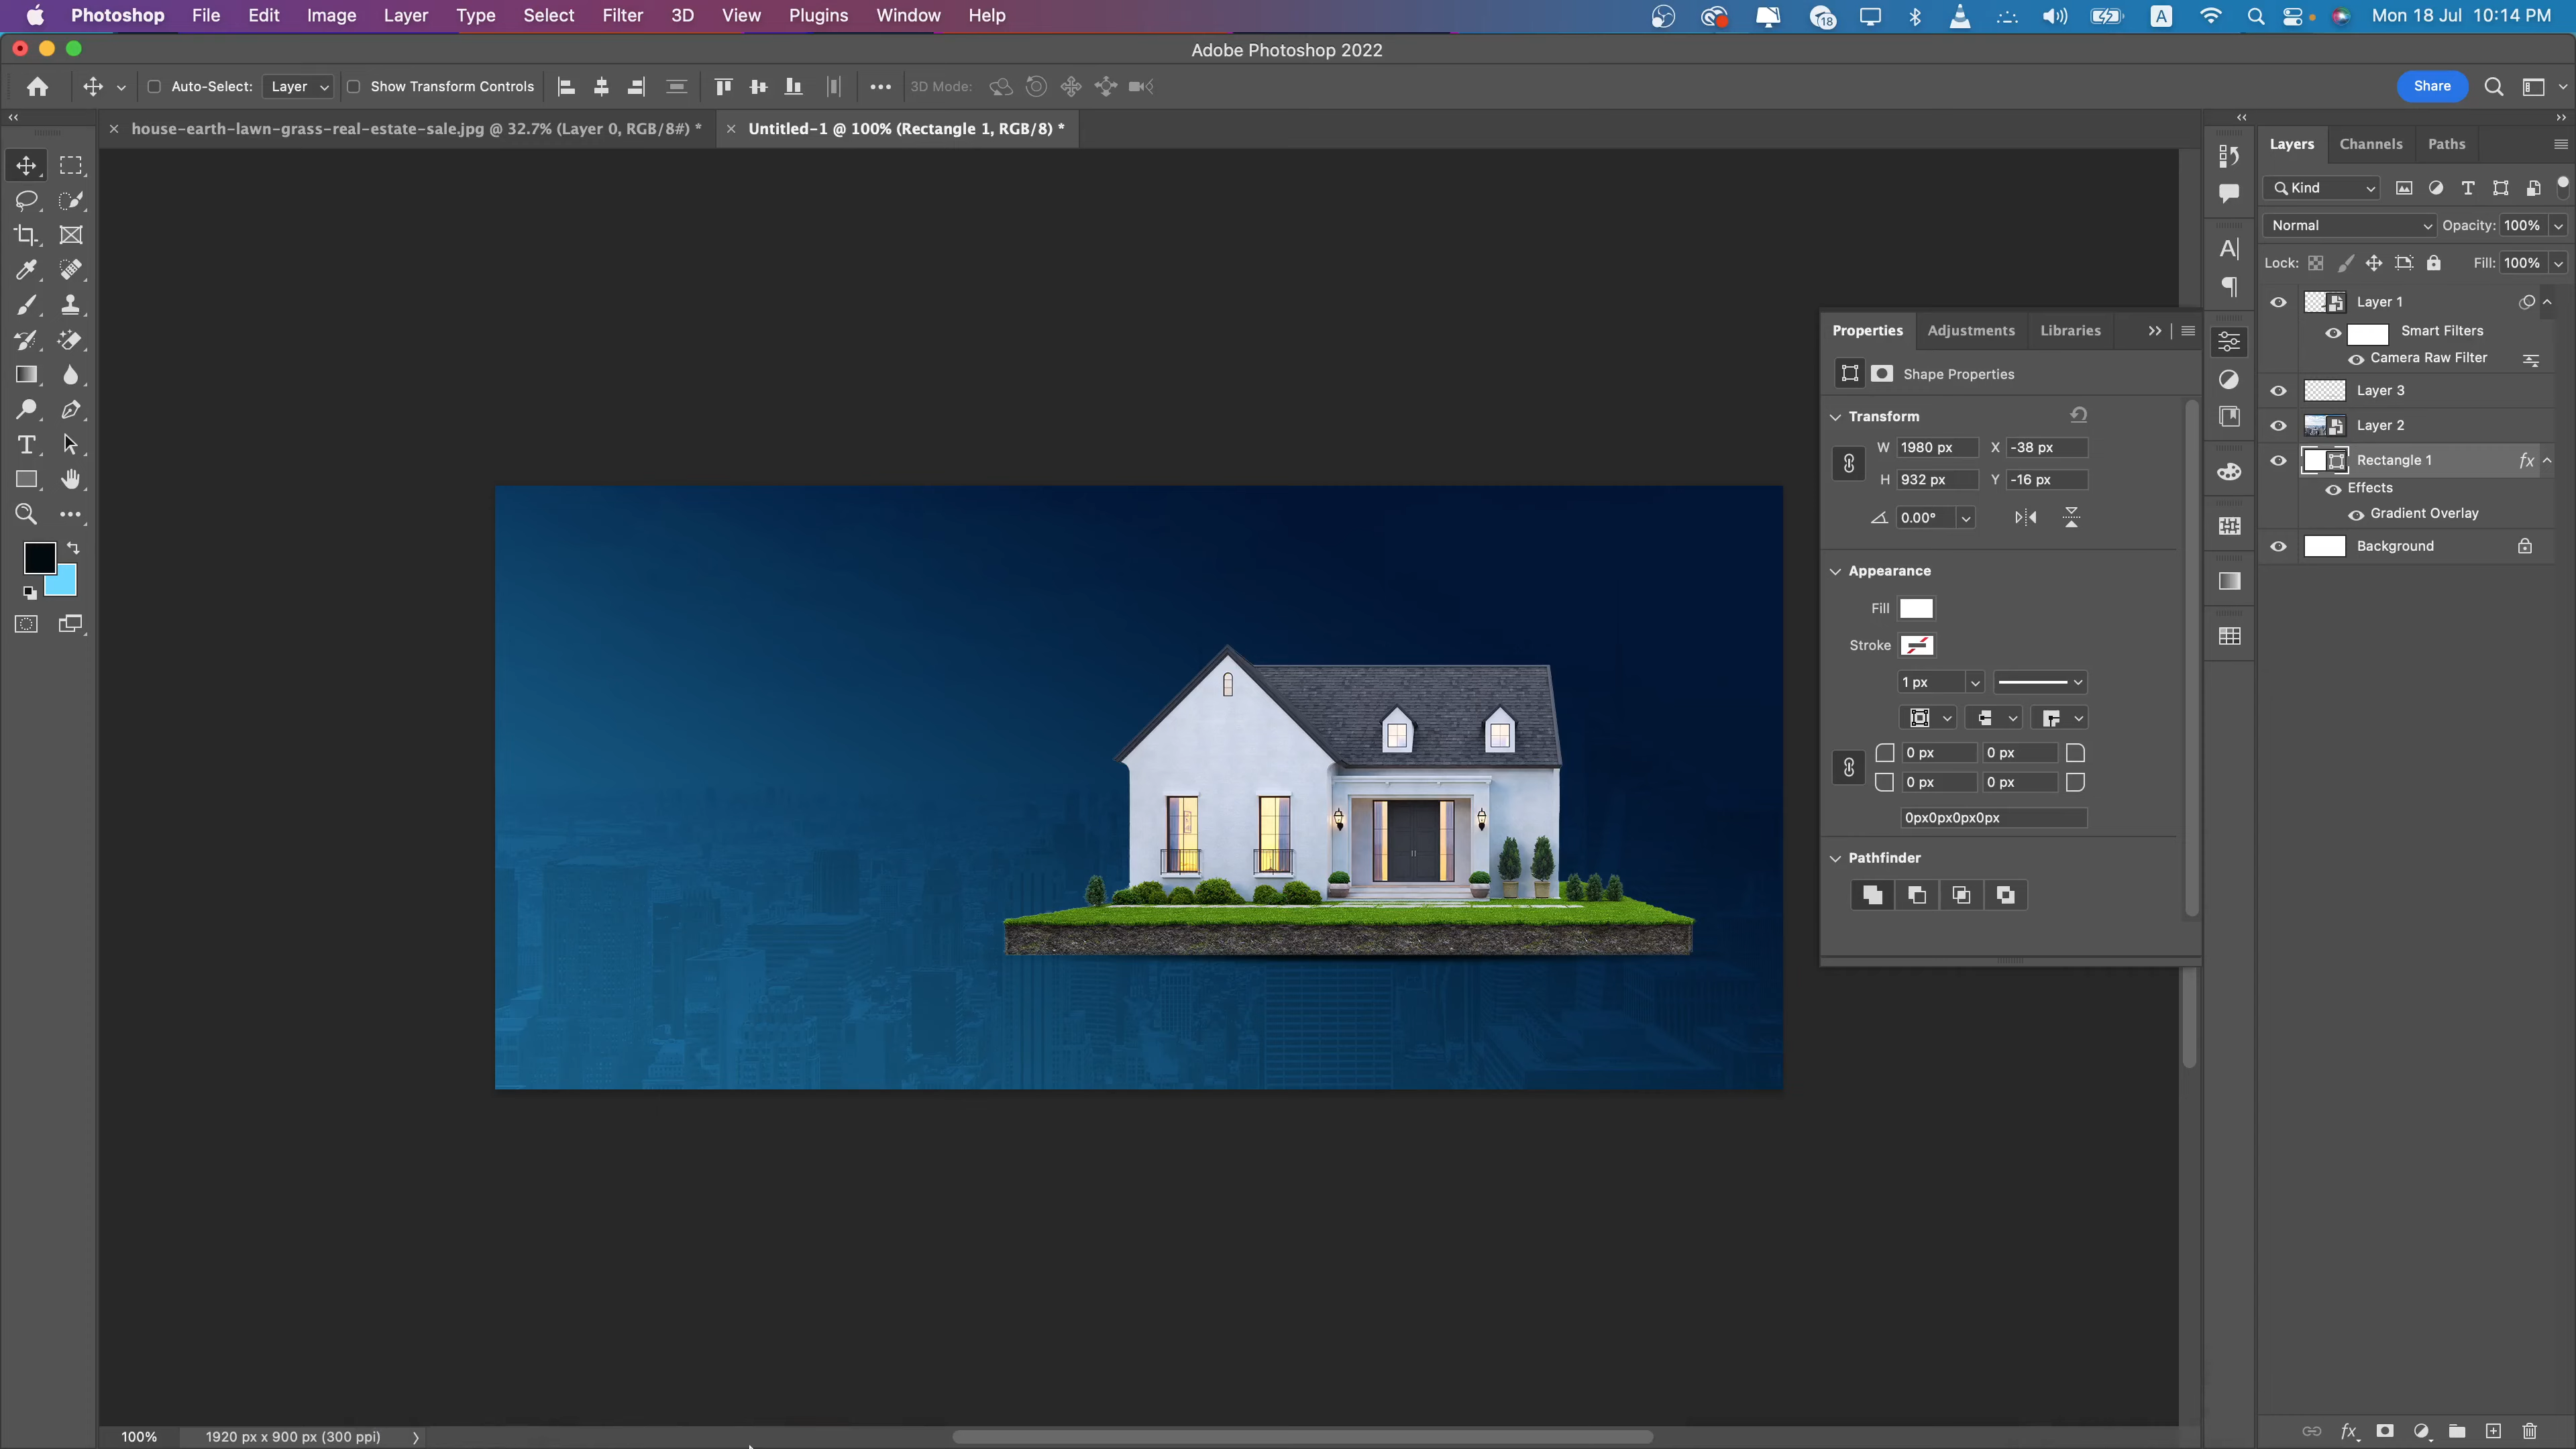 Photoshop File Edit Image Layer Type Select Filter 3D View Plugins Window Help 18 A Mon 18 Jul 10:14 PM
Adobe Photoshop 2022
Auto-Select: Layer Show Transform Controls 3D Mode: Share
house-earth-lawn-grass-real-estate-sale.jpg @ 32.7% (Layer 0, RGB/8#) * Untitled-1 @ 100% (Rectangle 1, RGB/8) *
Layers Channels Paths
Kind
Normal Opacity: 100%
Lock: Fill: 100%
Layer 1
Smart Filters
Camera Raw Filter
Layer 3
Layer 2
Rectangle 1 fx
Effects
Gradient Overlay
Background
Properties Adjustments Libraries
Shape Properties
Transform
W 1980 px X -38 px
H 932 px Y -16 px
0.00°
Appearance
Fill
Stroke
1 px
0 px 0 px
0 px 0 px
0px0px0px0px
Pathfinder
100% 1920 px x 900 px (300 ppi)
fx